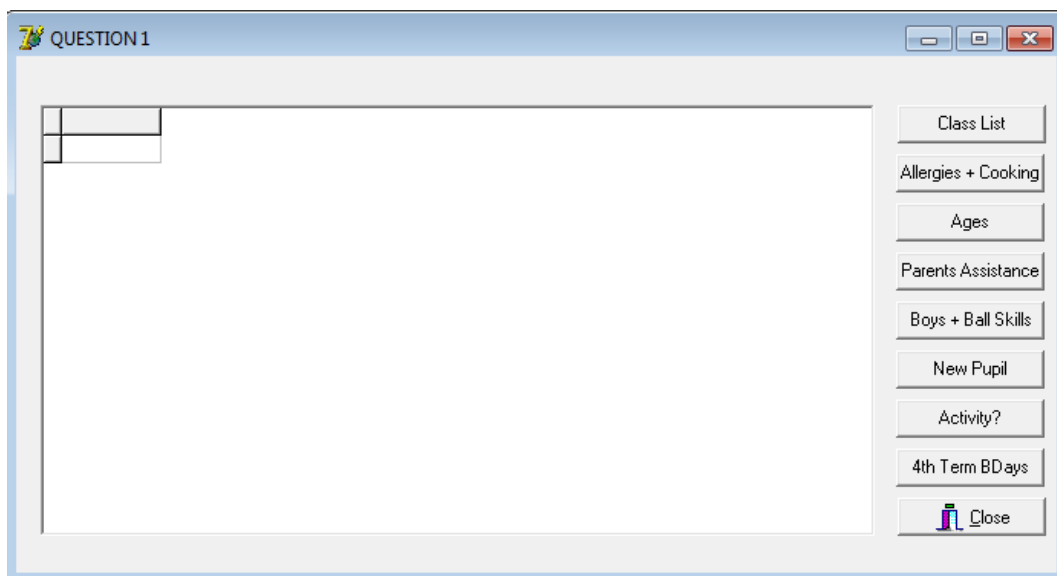 QUESTION 1
Class List
Allergies + Cooking
Ages
Parents Assistance
Boys + Ball Skills
New Pupil
Activity?
4th Term BDays
Close